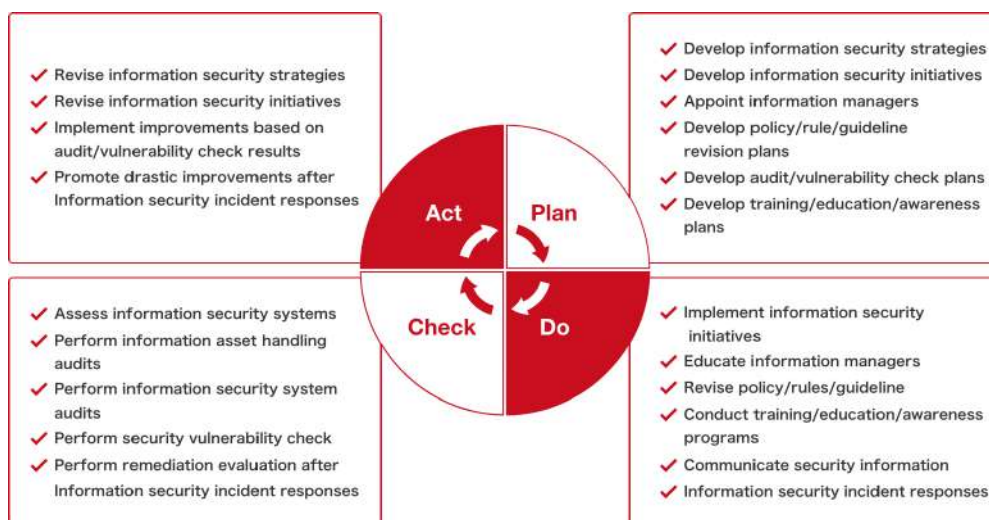 Revise information security strategies
Revise information security initiatives
Implement improvements based on
audit/vulnerability check results
Promote drastic improvements after
Information security incident responses
Develop information security strategies
Develop information security initiatives
Appoint information managers
Develop policy/rule/guideline
revision plans
Develop audit/vulnerability check plans
Develop training/education/awareness
plans
Act
Plan
Check
Do
Assess information security systems
Perform information asset handling
audits
Perform information security system
audits
Perform security vulnerability check
Perform remediation evaluation after
Information security incident responses
Implement information security
initiatives
Educate information managers
Revise policy/rules/guideline
Conduct training/education/awareness
programs
Communicate security information
Information security incident responses